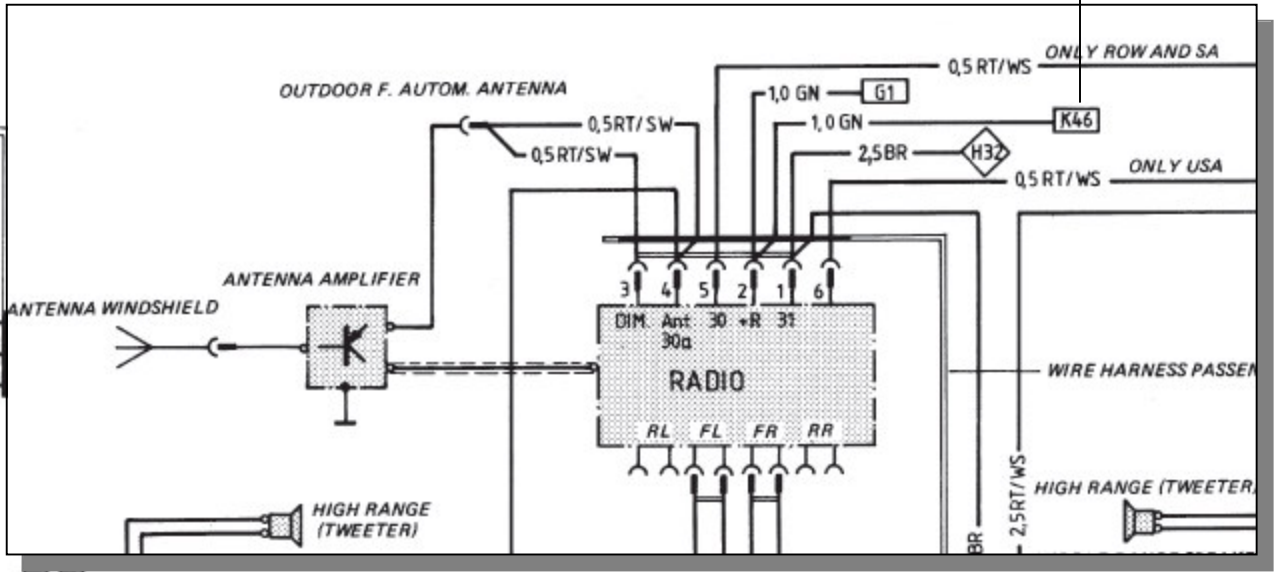 ONLY ROW AND SA
0,5 RT/WS
OUTDOOR F. AUTOM. ANTENNA
1,0 GN
G1
0,5RT/SW
1,0 GN
K46
0,5RT/SW
2,5BR
H32
ONLY USA
0,5 RT/WS
ANTENNA AMPLIFIER
3 4 5 2 1 6
ANTENNA WINDSHIELD
DIM. Ant 30 +R 31
30a
RADIO
WIRE HARNESS PASSEN
RL FL FR RR
2,5RT/WS
HIGH RANGE (TWEETER)
HIGH RANGE
(TWEETER)
BR